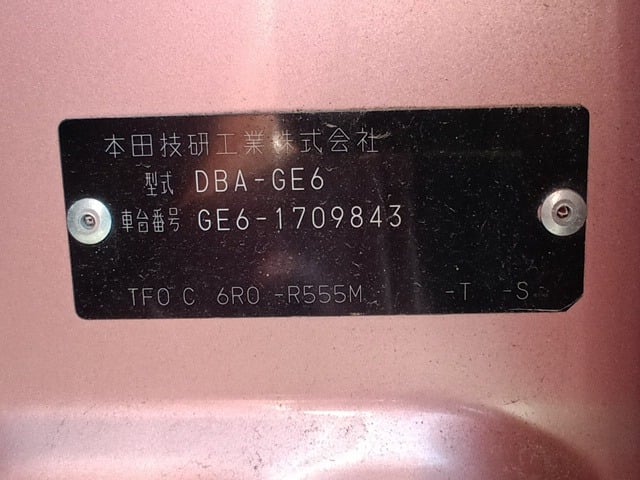 本田技研工業株式会社
型式 DBA-GE6
車台番号 GE6-1709843
TF0 C 6R0 -R555M -T -S